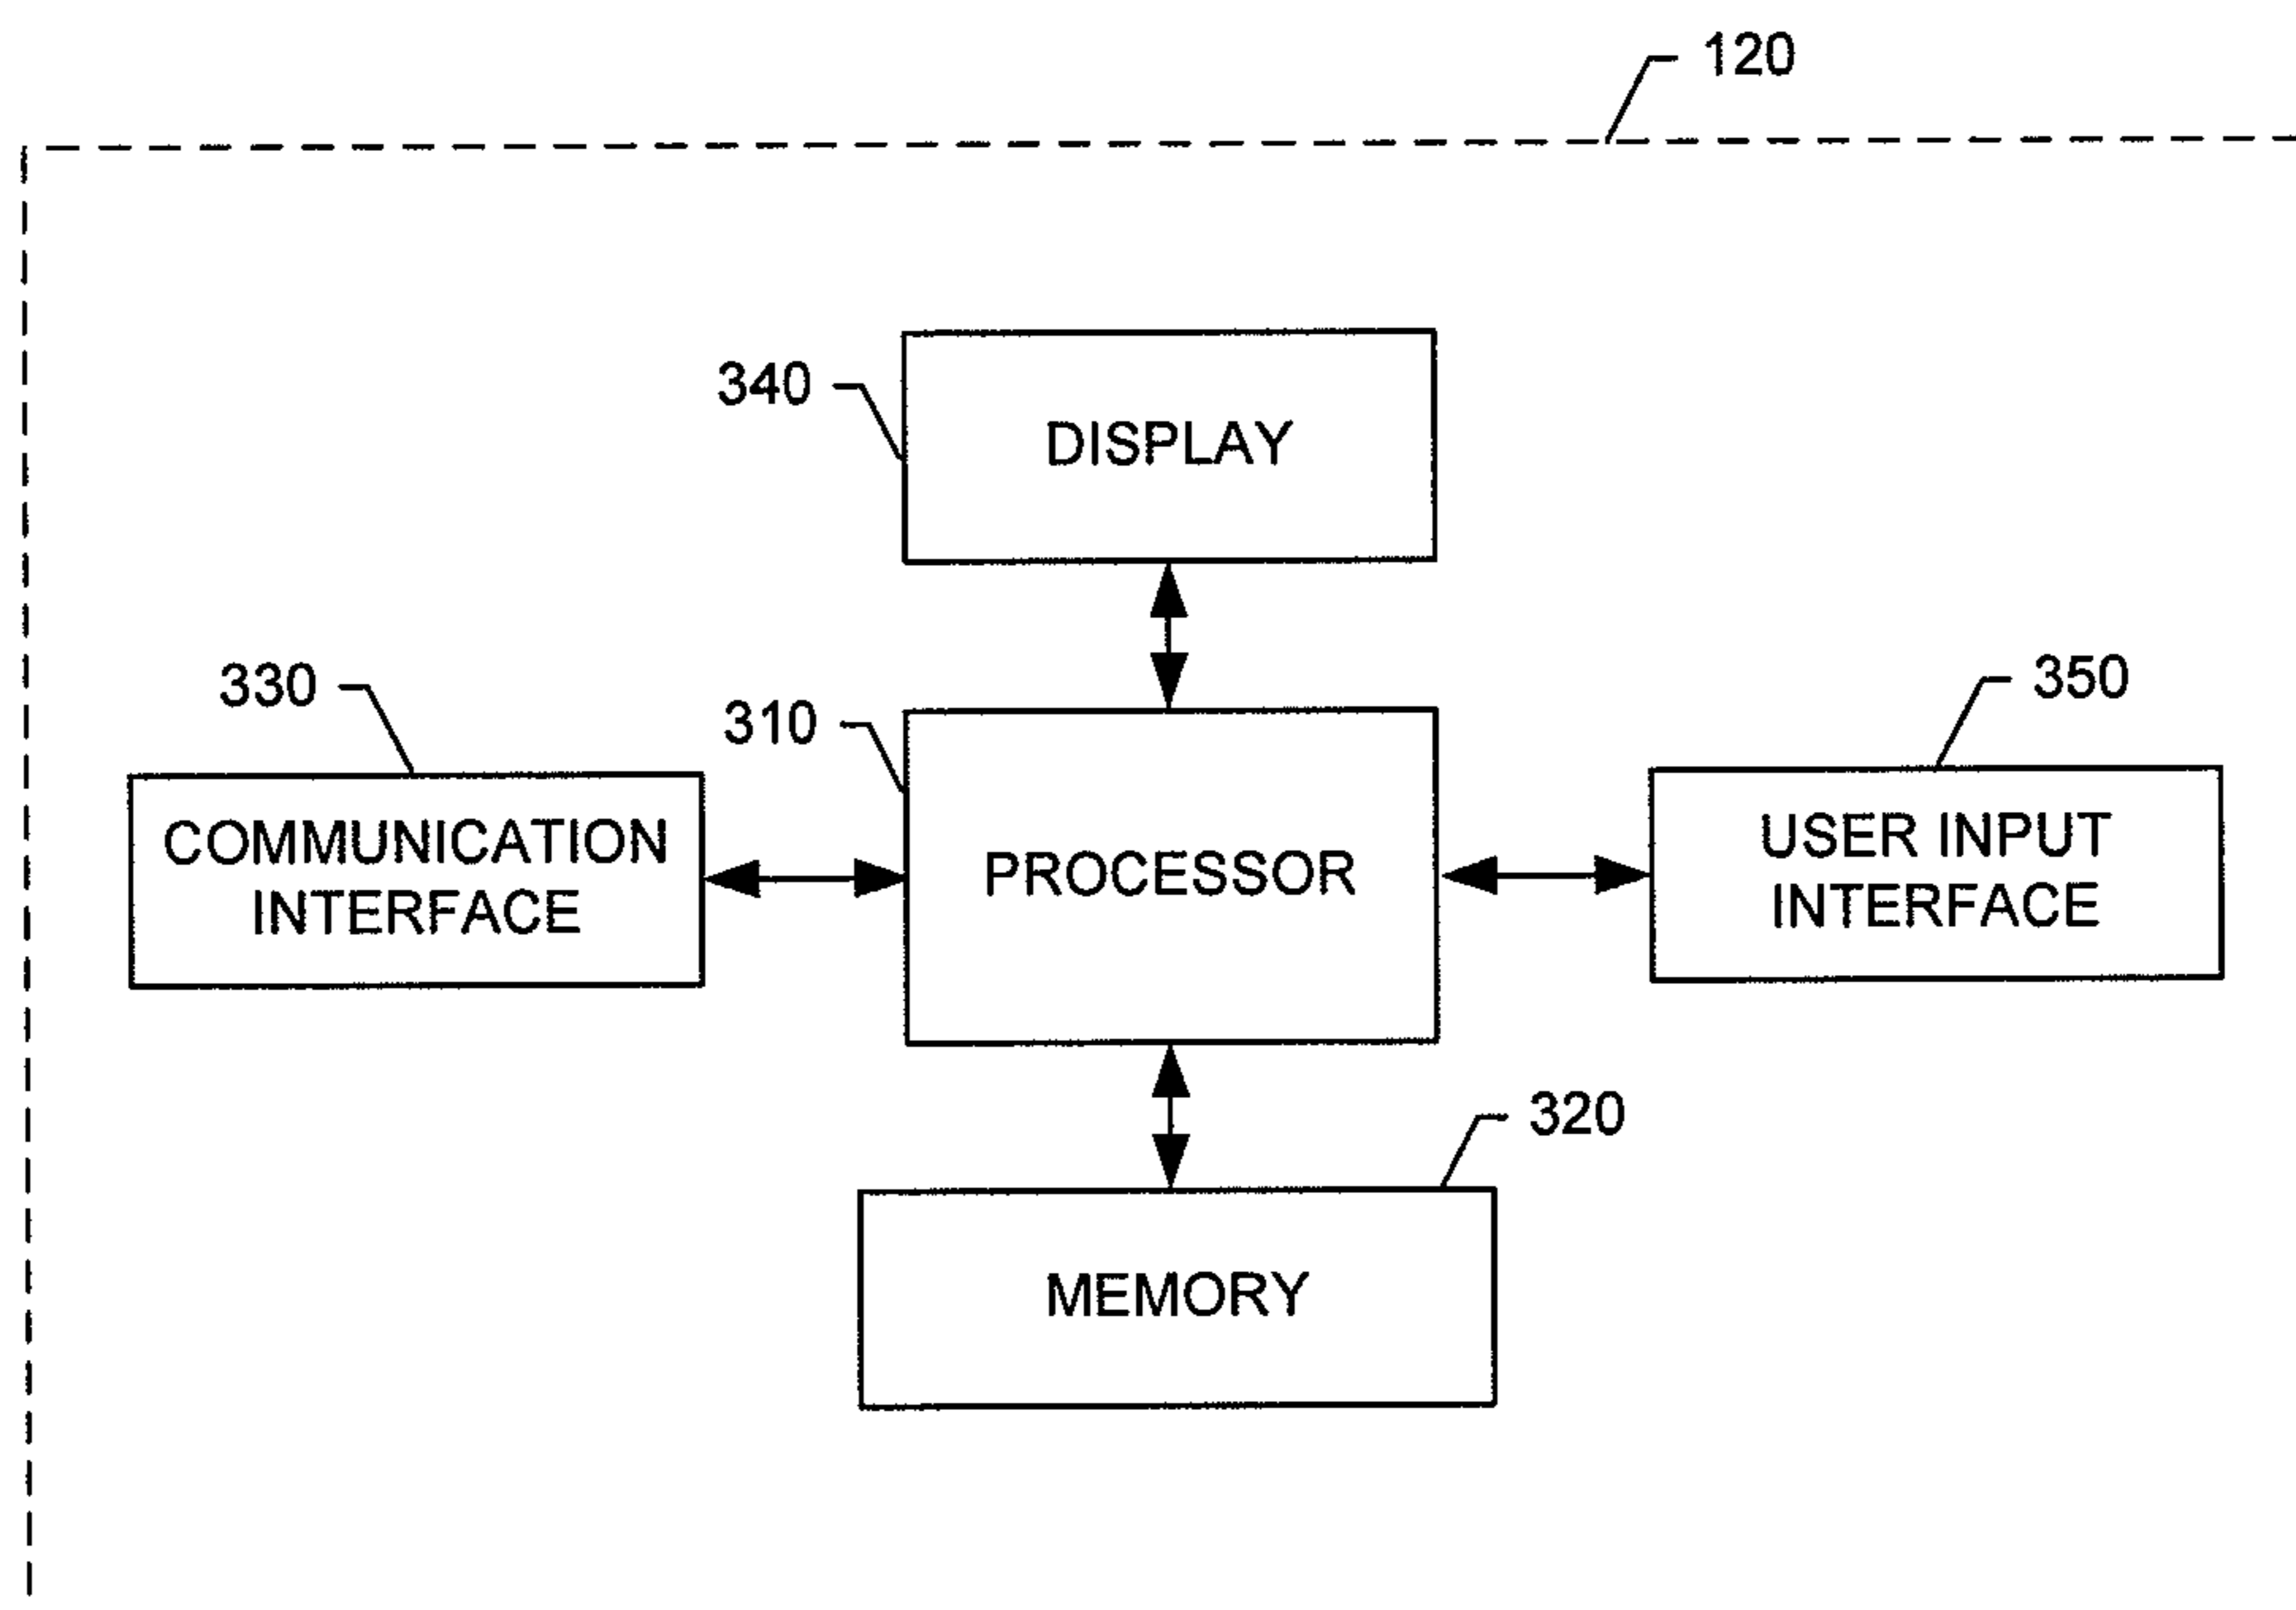 120
340
DISPLAY
330
310
350
COMMUNICATION
INTERFACE
PROCESSOR
USER INPUT
INTERFACE
320
MEMORY